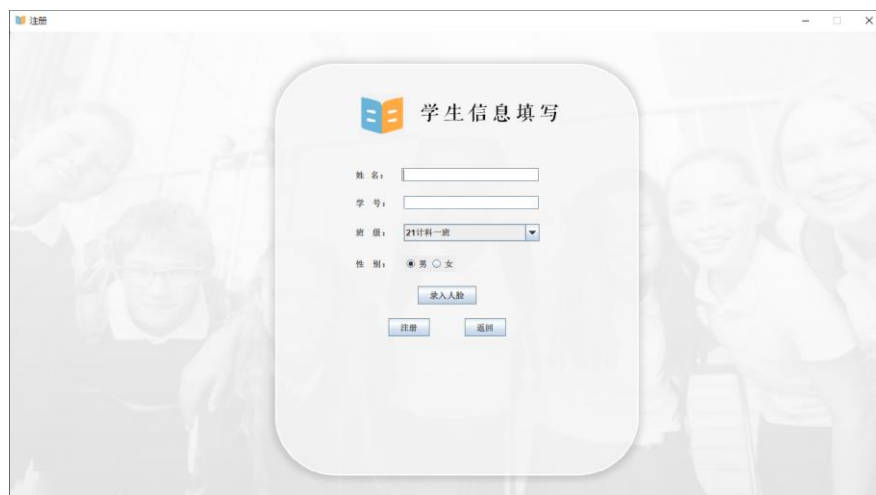 注册
学生信息填写
姓 名：
学 号：
班 级： 21计科一班
性 别： 男 女
录入人脸
注册 返回